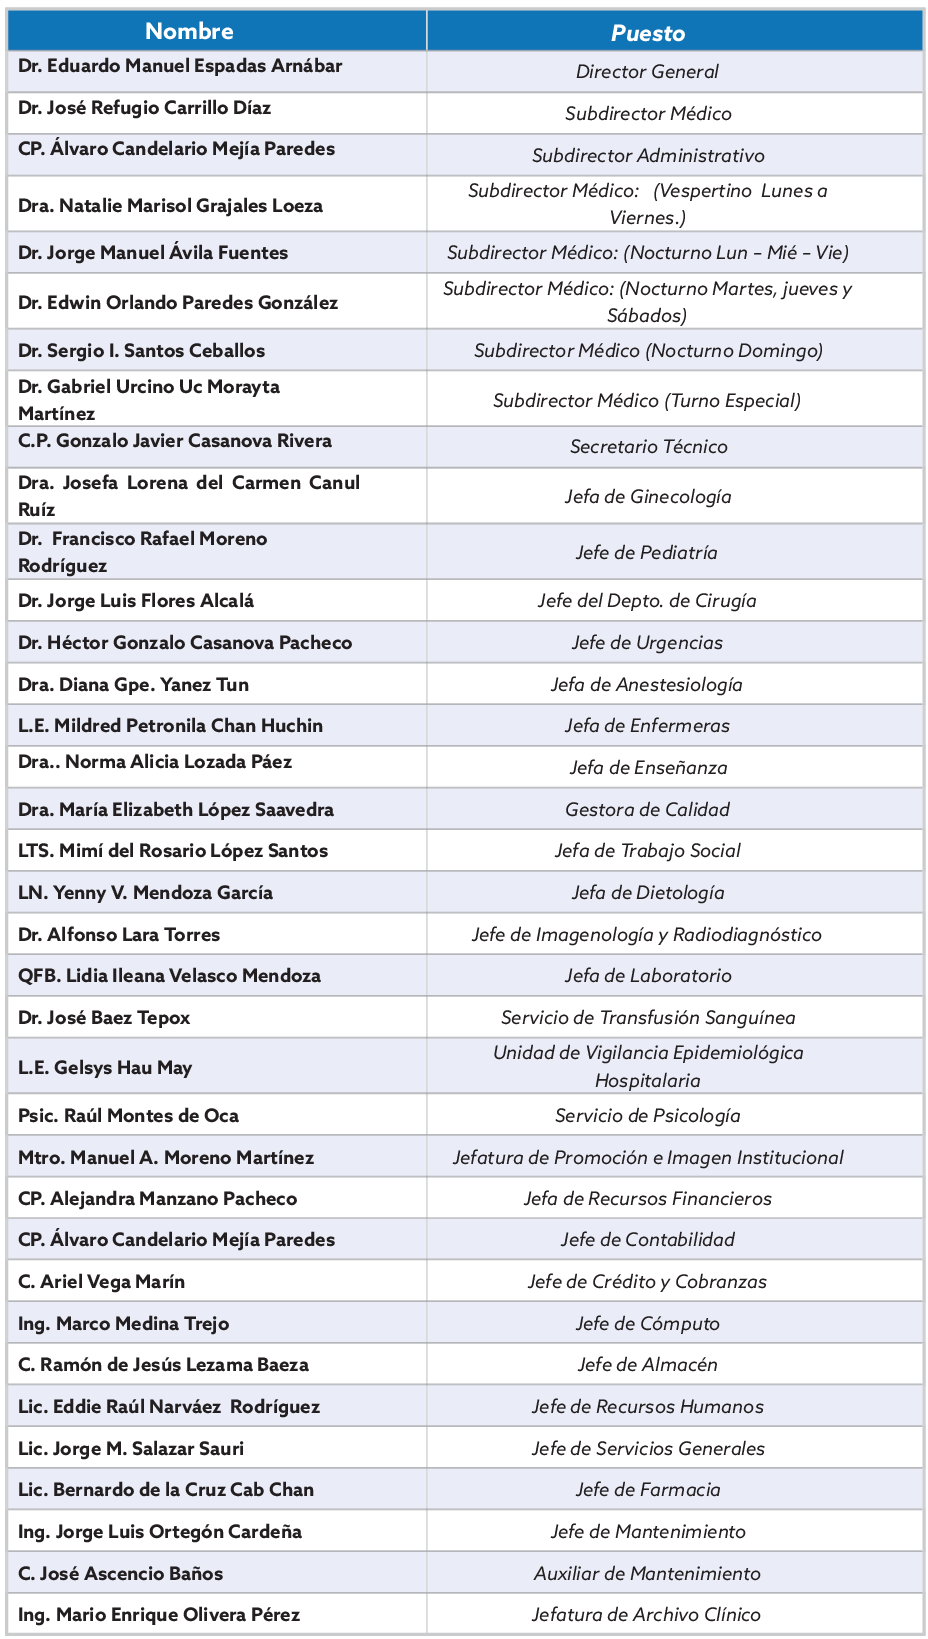 Nombre Puesto
Dr. Eduardo Manuel Espadas Arnábar Director General
Dr. José Refugio Carrillo Díaz Subdirector Médico
CP. Álvaro Candelario Mejía Paredes Subdirector Administrativo
Dra. Natalie Marisol Grajales Loeza Subdirector Médico: (Vespertino Lunes a
Viernes.)
Dr. Jorge Manuel Ávila Fuentes Subdirector Médico: (Nocturno Lun – Mié – Vie)
Dr. Edwin Orlando Paredes González Subdirector Médico: (Nocturno Martes, jueves y
Sábados)
Dr. Sergio I. Santos Ceballos Subdirector Médico (Nocturno Domingo)
Dr. Gabriel Urcino Uc Morayta
Martínez Subdirector Médico (Turno Especial)
C.P. Gonzalo Javier Casanova Rivera Secretario Técnico
Dra. Josefa Lorena del Carmen Canul
Ruíz Jefa de Ginecología
Dr. Francisco Rafael Moreno
Rodríguez Jefe de Pediatría
Dr. Jorge Luis Flores Alcalá Jefe del Depto. de Cirugía
Dr. Héctor Gonzalo Casanova Pacheco Jefe de Urgencias
Dra. Diana Gpe. Yanez Tun Jefa de Anestesiología
L.E. Mildred Petronila Chan Huchin Jefa de Enfermeras
Dra.. Norma Alicia Lozada Páez Jefa de Enseñanza
Dra. María Elizabeth López Saavedra Gestora de Calidad
LTS. Mimí del Rosario López Santos Jefa de Trabajo Social
LN. Yenny V. Mendoza García Jefa de Dietología
Dr. Alfonso Lara Torres Jefe de Imagenología y Radiodiagnóstico
QFB. Lidia Ileana Velasco Mendoza Jefa de Laboratorio
Dr. José Baez Tepox Servicio de Transfusión Sanguínea
L.E. Gelsys Hau May Unidad de Vigilancia Epidemiológica
Hospitalaria
Psic. Raúl Montes de Oca Servicio de Psicología
Mtro. Manuel A. Moreno Martínez Jefatura de Promoción e Imagen Institucional
CP. Alejandra Manzano Pacheco Jefa de Recursos Financieros
CP. Álvaro Candelario Mejía Paredes Jefe de Contabilidad
C. Ariel Vega Marín Jefe de Crédito y Cobranzas
Ing. Marco Medina Trejo Jefe de Cómputo
C. Ramón de Jesús Lezama Baeza Jefe de Almacén
Lic. Eddie Raúl Narváez Rodríguez Jefe de Recursos Humanos
Lic. Jorge M. Salazar Sauri Jefe de Servicios Generales
Lic. Bernardo de la Cruz Cab Chan Jefe de Farmacia
Ing. Jorge Luis Ortegón Cardeña Jefe de Mantenimiento
C. José Ascencio Baños Auxiliar de Mantenimiento
Ing. Mario Enrique Olivera Pérez Jefatura de Archivo Clínico